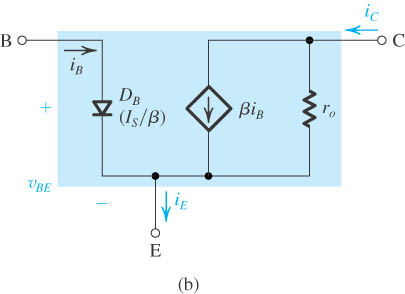 i_C
B
C
i_B
+
D_B
(I_S/β)
βi_B
r_o
v_BE
−
i_E
E
(b)